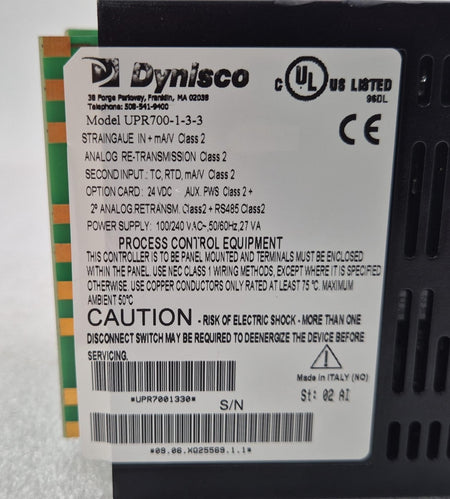 Dynisco
38 Forge Parkway, Franklin, MA 02038
Telephone: 508-541-9400
C UL US LISTED
96DL
Model UPR700-1-3-3
CE
STRAINGAUE IN + mA/V Class 2
ANALOG RE-TRANSMISSION Class 2
SECOND INPUT : TC, RTD, mA/V Class 2
OPTION CARD : 24 VDC AUX. PWS Class 2 +
2ª ANALOG RETRANSM. Class2 + RS485 Class2
POWER SUPPLY : 100/240 V.AC~,50/60Hz,27 VA
PROCESS CONTROL EQUIPMENT
THIS CONTROLLER IS TO BE PANEL MOUNTED AND TERMINALS MUST BE ENCLOSED
WITHIN THE PANEL. USE NEC CLASS 1 WIRING METHODS, EXCEPT WHERE IT IS SPECIFIED
OTHERWISE, USE COPPER CONDUCTORS ONLY RATED AT LEAST 75 °C. MAXIMUM
AMBIENT 50°C
CAUTION - RISK OF ELECTRIC SHOCK - MORE THAN ONE
DISCONNECT SWITCH MAY BE REQUIRED TO DEENERGIZE THE DEVICE BEFORE
SERVICING.
Made in ITALY (NO)
*UPR7001330*
St: 02 AI
S/N
*09.06.XQ25569.1.1*